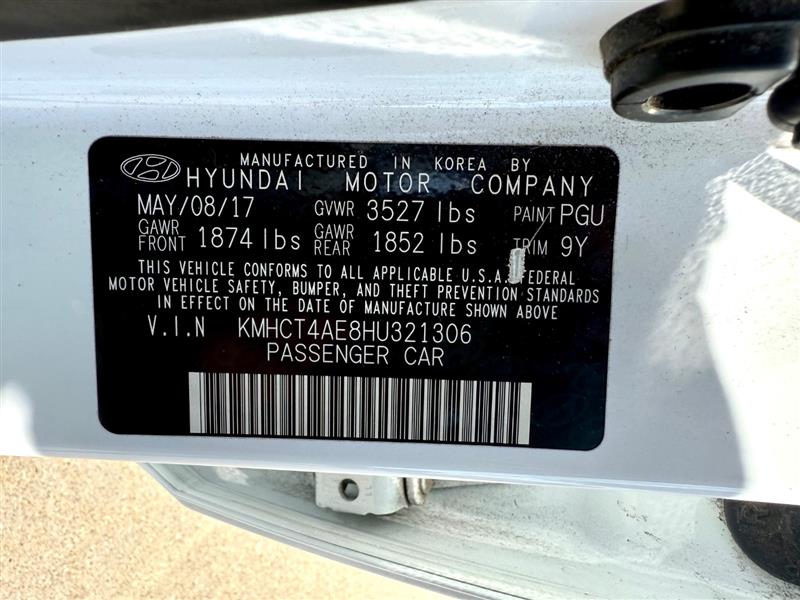 MANUFACTURED IN KOREA BY
HYUNDAI MOTOR COMPANY
MAY/08/17 GVWR 3527 lbs PAINT PGU
GAWR FRONT 1874 lbs GAWR REAR 1852 lbs TRIM 9Y
THIS VEHICLE CONFORMS TO ALL APPLICABLE U.S.A. FEDERAL
MOTOR VEHICLE SAFETY, BUMPER, AND THEFT PREVENTION STANDARDS
IN EFFECT ON THE DATE OF MANUFACTURE SHOWN ABOVE
V.I.N KMHCT4AE8HU321306
PASSENGER CAR